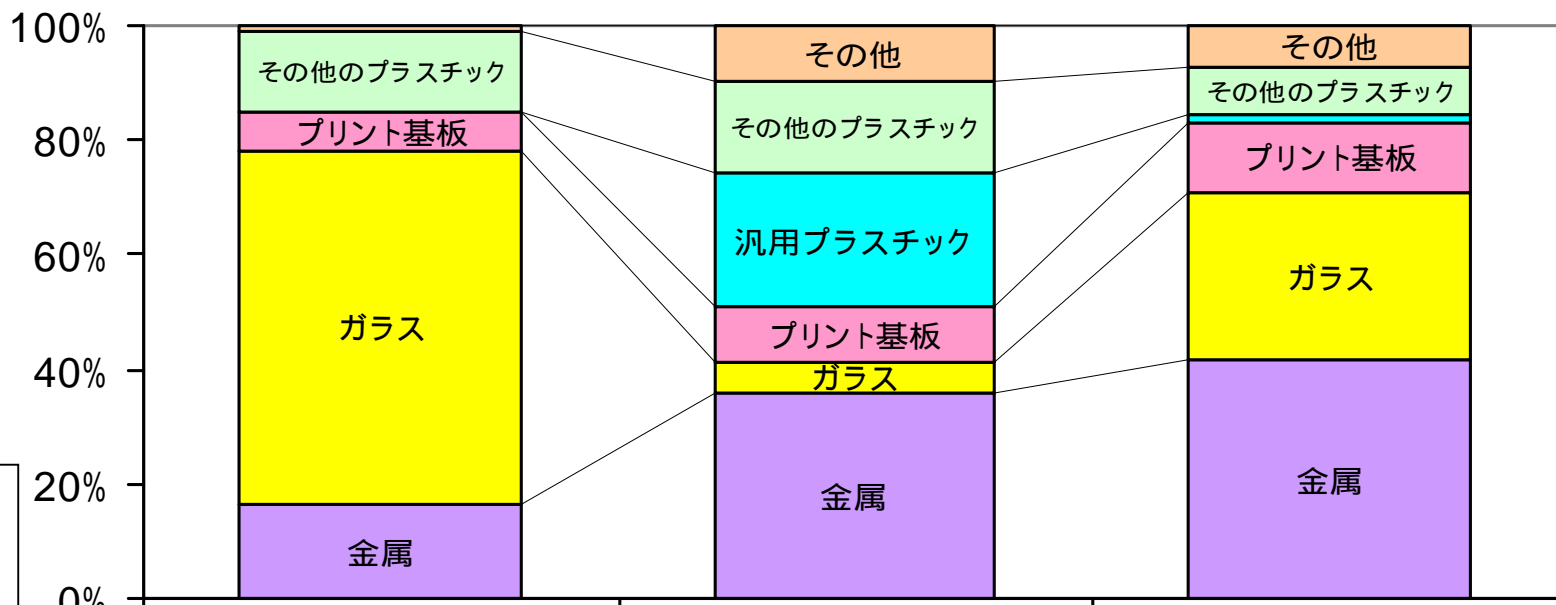 100%
80%
60%
40%
20%
0%
その他のプラスチック
プリント基板
ガラス
金属
その他
その他のプラスチック
汎用プラスチック
プリント基板
ガラス
金属
その他
その他のプラスチック
プリント基板
ガラス
金属